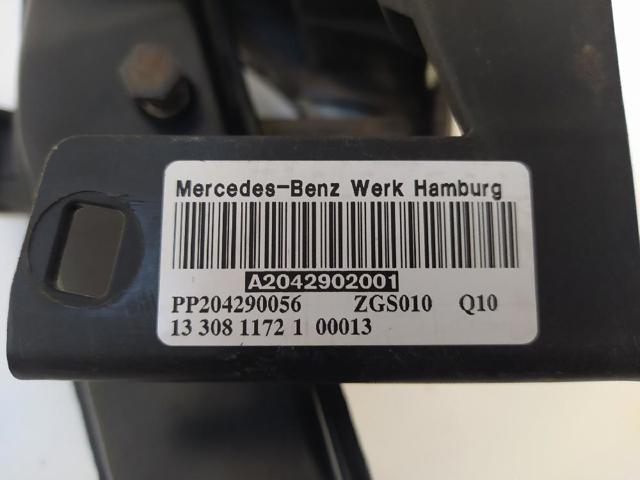 Mercedes-Benz Werk Hamburg
A2042902001
PP204290056 ZGS010 Q10
13 308 1172 1 00013